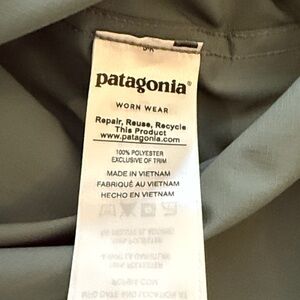 patagonia®
WORN WEAR
Repair, Reuse, Recycle
This Product
www.patagonia.com
100% POLYESTER
EXCLUSIVE OF TRIM
MADE IN VIETNAM
FABRIQUÉ AU VIETNAM
HECHO EN VIETNAM